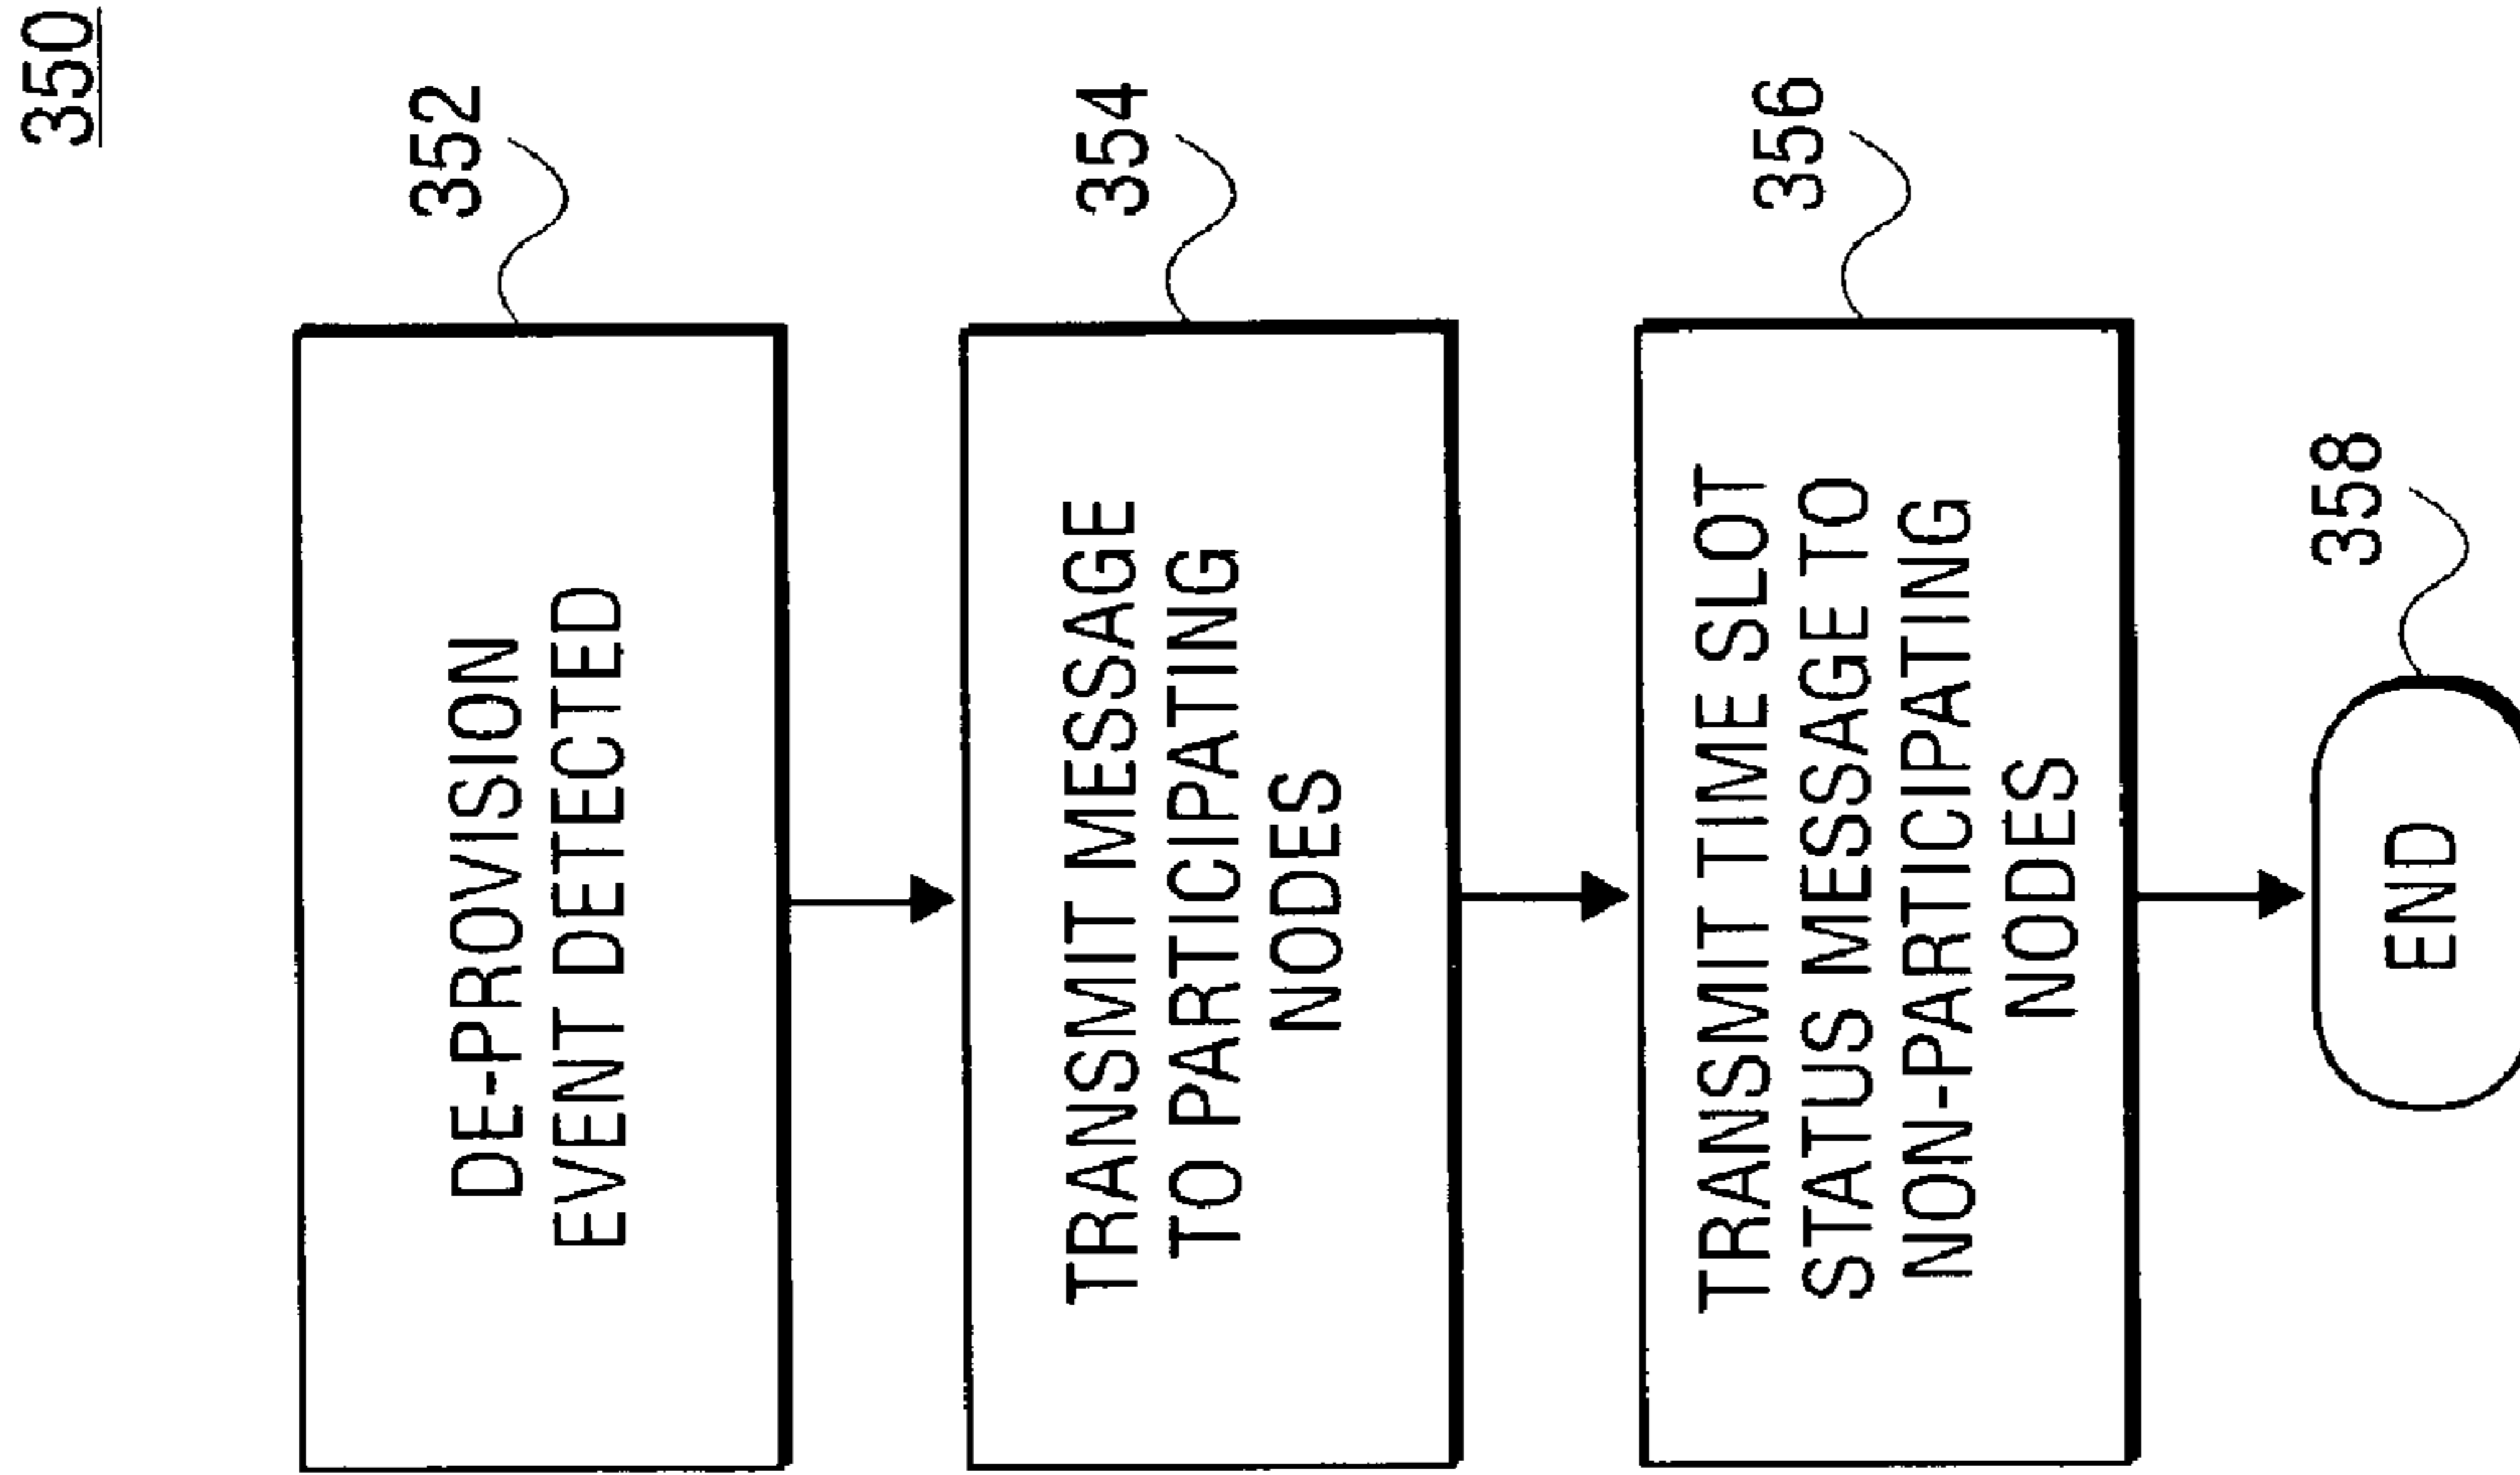 350
352
DE-PROVISION
EVENT DETECTED
354
TRANSMIT MESSAGE
TO PARTICIPATING
NODES
356
TRANSMIT TIME SLOT
STATUS MESSAGE TO
NON-PARTICIPATING
NODES
358
END